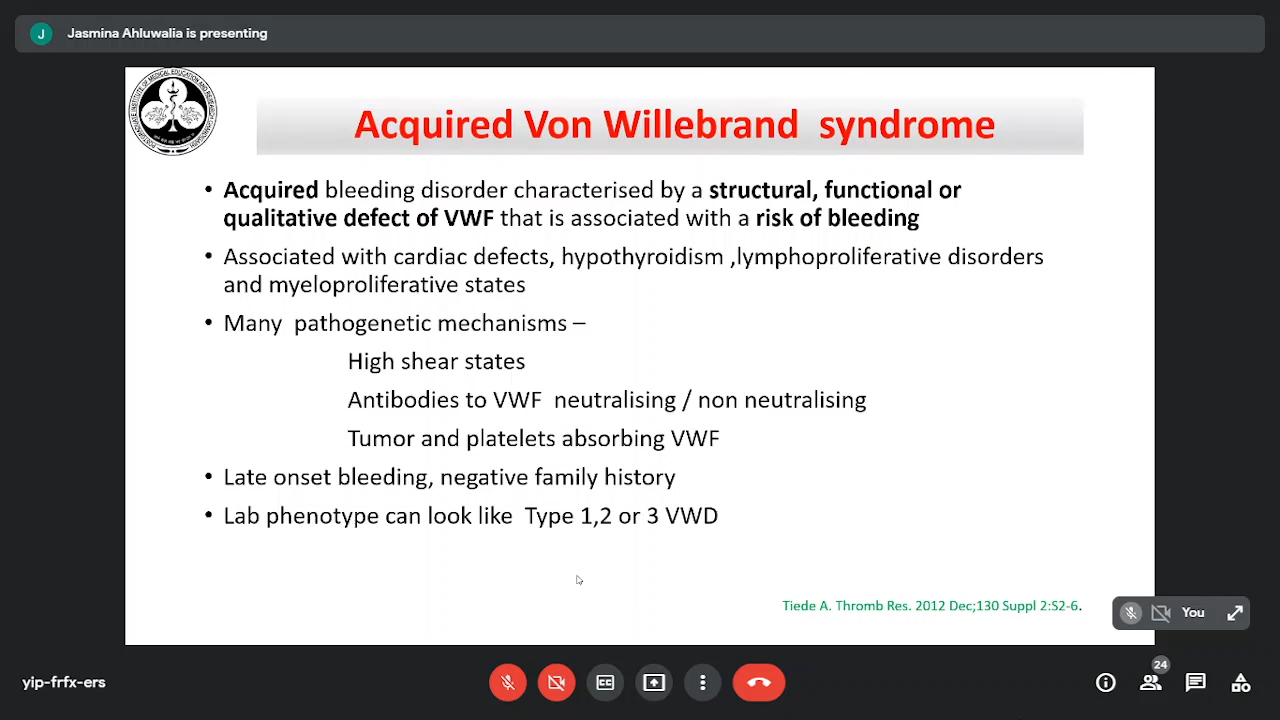 J Jasmina Ahluwalia is presenting
Acquired Von Willebrand syndrome
• Acquired bleeding disorder characterised by a structural, functional or
qualitative defect of VWF that is associated with a risk of bleeding
• Associated with cardiac defects, hypothyroidism ,lymphoproliferative disorders
and myeloproliferative states
• Many pathogenetic mechanisms –
High shear states
Antibodies to VWF neutralising / non neutralising
Tumor and platelets absorbing VWF
• Late onset bleeding, negative family history
• Lab phenotype can look like Type 1,2 or 3 VWD
Tiede A. Thromb Res. 2012 Dec;130 Suppl 2:S2-6.
You
yip-frfx-ers
CC
24